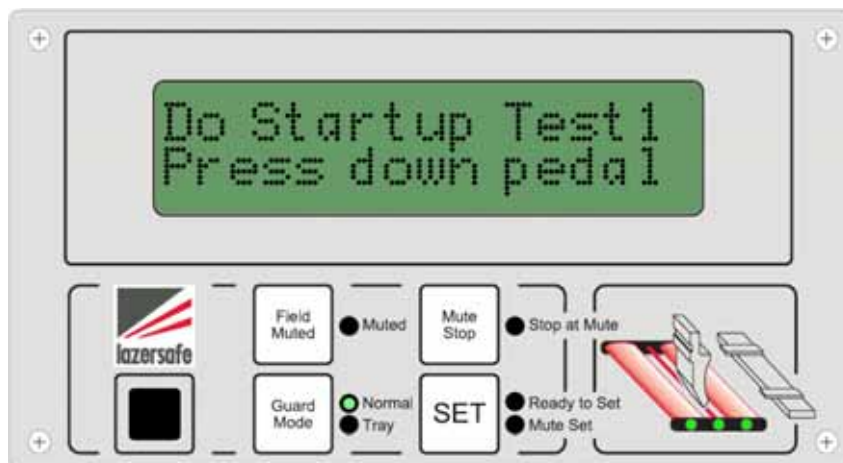 Do Startup Test1
Press down pedal
lazersafe
Field
Muted
Muted
Mute
Stop
Stop at Mute
Guard
Mode
Normal
Tray
SET
Ready to Set
Mute Set